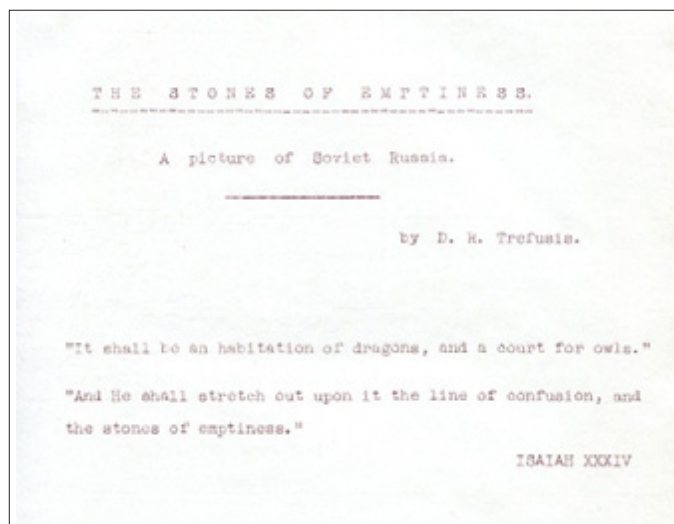 THE STONES OF EMPTINESS.
A picture of Soviet Russia.
by D. R. Trefusis.
"It shall be an habitation of dragons, and a court for owls."
"And He shall stretch out upon it the line of confusion, and
the stones of emptiness."
ISAIAH XXXIV